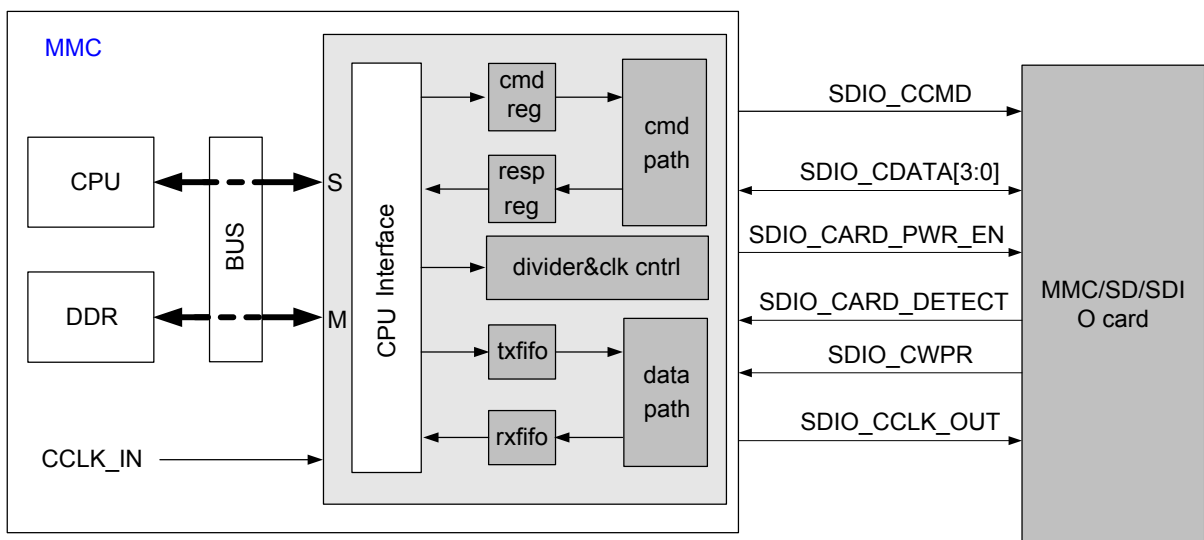 MMC
CPU
DDR
BUS
CCLK_IN
S
M
CPU Interface
cmd
reg
resp
reg
cmd
path
divider&clk cntrl
txfifo
rxfifo
data
path
SDIO_CCMD
SDIO_CDATA[3:0]
SDIO_CARD_PWR_EN
SDIO_CARD_DETECT
SDIO_CWPR
SDIO_CCLK_OUT
MMC/SD/SDI
O card